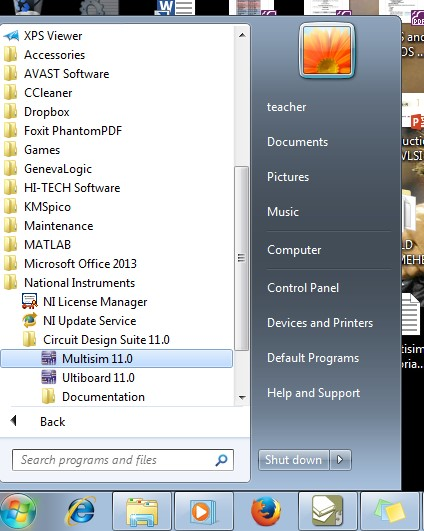 XPS Viewer
Accessories
AVAST Software
CCleaner
Dropbox
Foxit PhantomPDF
Games
GenevaLogic
HI-TECH Software
KMSpico
Maintenance
MATLAB
Microsoft Office 2013
National Instruments
NI License Manager
NI Update Service
Circuit Design Suite 11.0
Multisim 11.0
Ultiboard 11.0
Documentation
Back
Search programs and files
teacher
Documents
Pictures
Music
Computer
Control Panel
Devices and Printers
Default Programs
Help and Support
Shut down